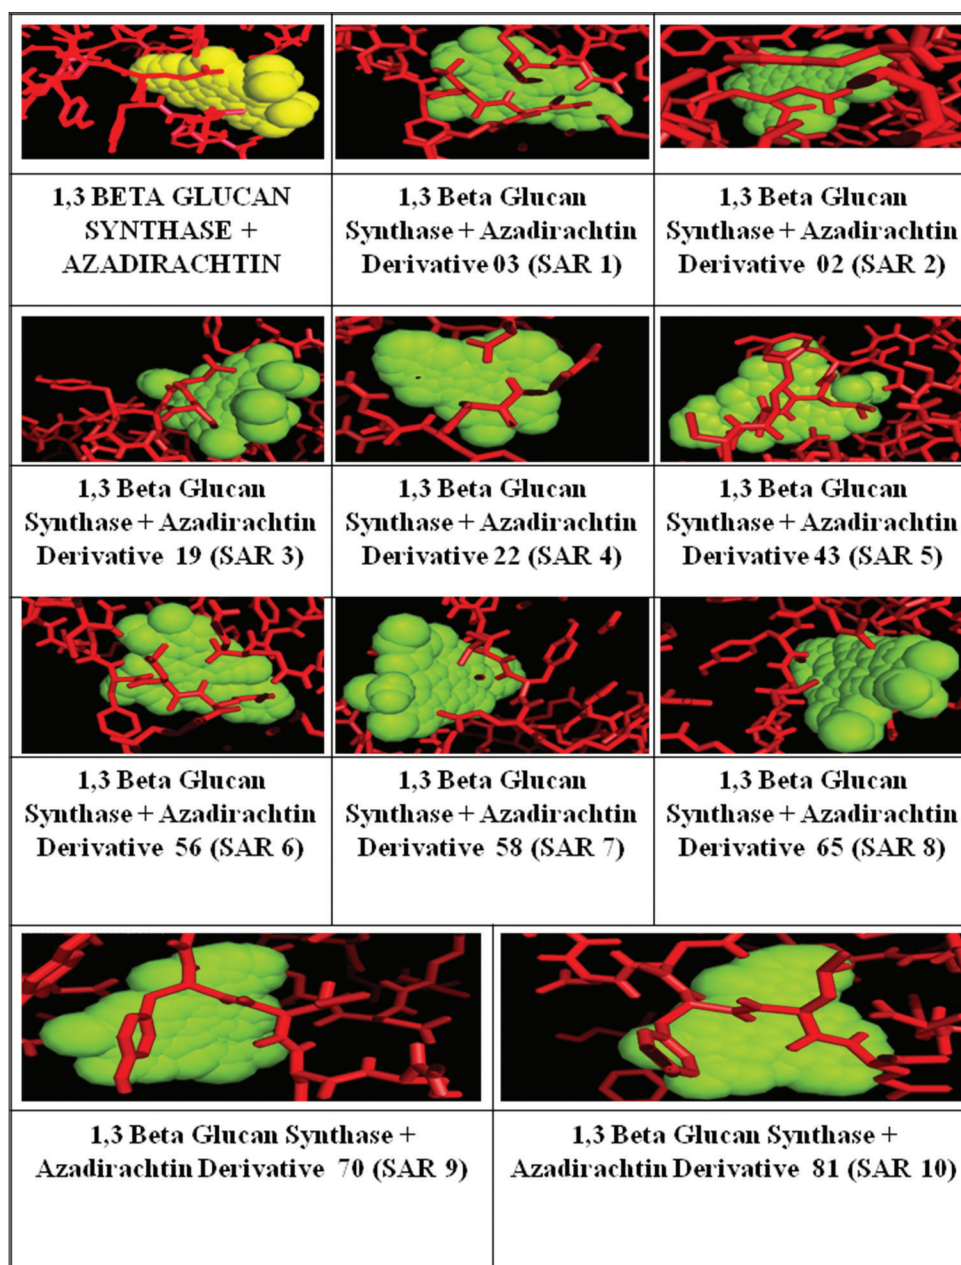 1,3 BETA GLUCAN
SYNTHASE +
AZADIRACHTIN
1,3 Beta Glucan
Synthase + Azadirachtin
Derivative 03 (SAR 1)
1,3 Beta Glucan
Synthase + Azadirachtin
Derivative 02 (SAR 2)
1,3 Beta Glucan
Synthase + Azadirachtin
Derivative 19 (SAR 3)
1,3 Beta Glucan
Synthase + Azadirachtin
Derivative 22 (SAR 4)
1,3 Beta Glucan
Synthase + Azadirachtin
Derivative 43 (SAR 5)
1,3 Beta Glucan
Synthase + Azadirachtin
Derivative 56 (SAR 6)
1,3 Beta Glucan
Synthase + Azadirachtin
Derivative 58 (SAR 7)
1,3 Beta Glucan
Synthase + Azadirachtin
Derivative 65 (SAR 8)
1,3 Beta Glucan Synthase +
Azadirachtin Derivative 70 (SAR 9)
1,3 Beta Glucan Synthase +
Azadirachtin Derivative 81 (SAR 10)